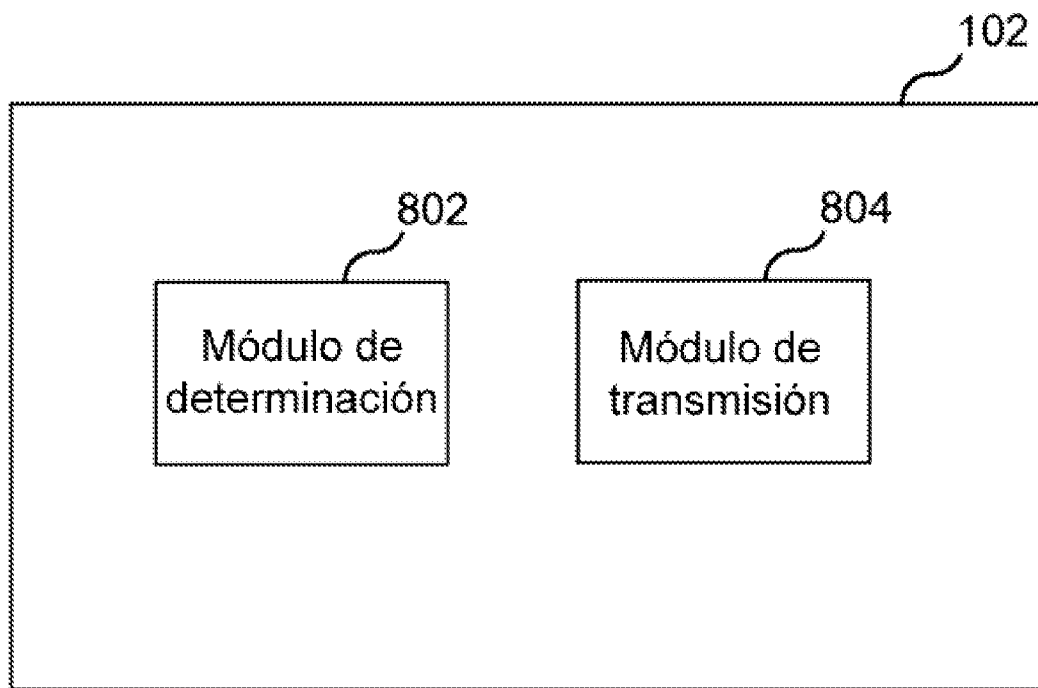 102
802
804
Módulo de
determinación
Módulo de
transmisión